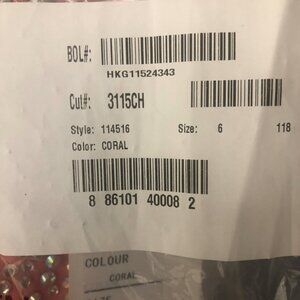 BOL#:
HKG11524343
Cut#: 3115CH
Style: 114516 Size: 6 118
Color: CORAL
8 86101 40008 2
COLOUR
CORAL